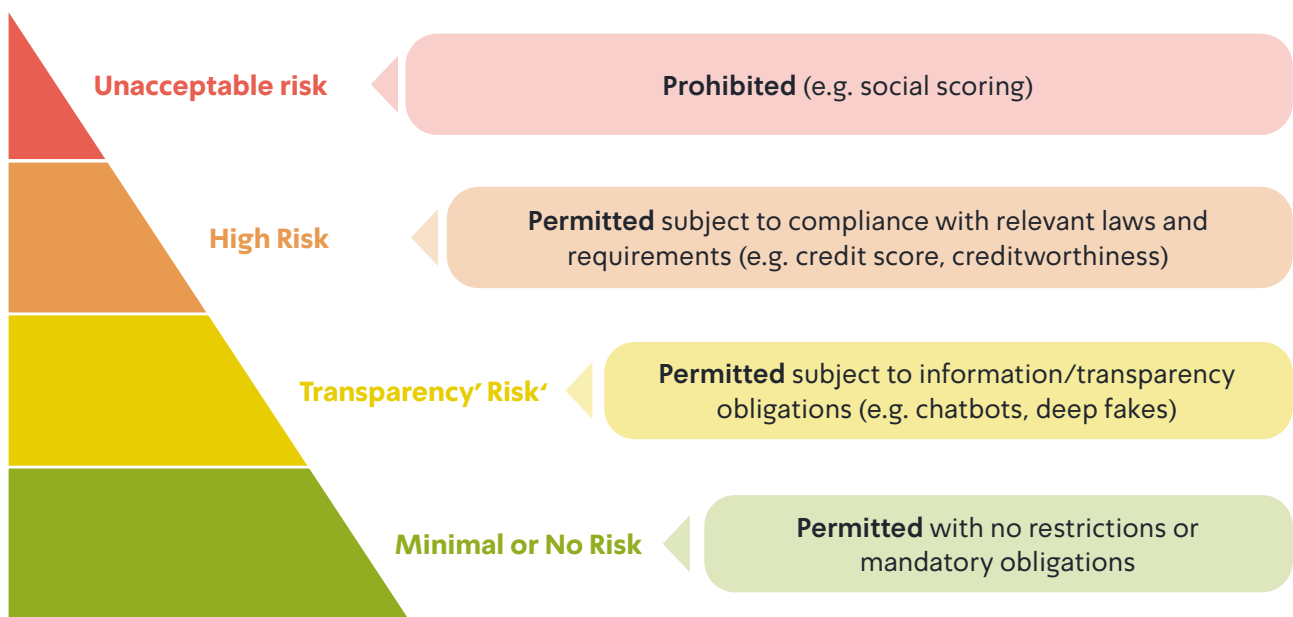 Unacceptable risk
Prohibited (e.g. social scoring)
High Risk
Permitted subject to compliance with relevant laws and
requirements (e.g. credit score, creditworthiness)
Transparency’ Risk‘
Permitted subject to information/transparency
obligations (e.g. chatbots, deep fakes)
Minimal or No Risk
Permitted with no restrictions or
mandatory obligations